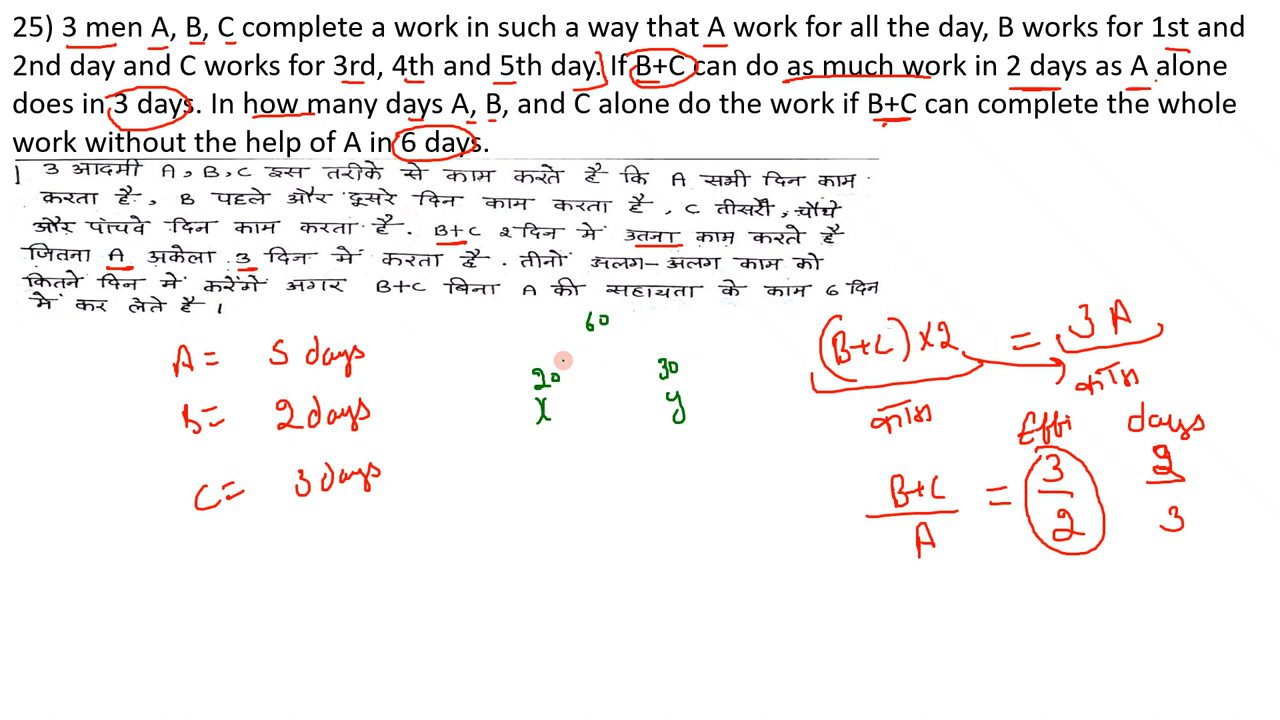 25) 3 men A, B, C complete a work in such a way that A work for all the day, B works for 1st and
2nd day and C works for 3rd, 4th and 5th day. If B+C can do as much work in 2 days as A alone
does in 3 days. In how many days A, B, and C alone do the work if B+C can complete the whole
work without the help of A in 6 days.
3 आदमी A, B, C इस तरीके से काम करते है कि A सभी दिन काम
करता है, B पहले और दूसरे दिन काम करता है, C तीसरे, चौथे
और पांचवे दिन काम करता है. B+C 2 दिन में उतना काम करते है
जितना A अकेला 3 दिन में करता है. तीनों अलग-अलग काम को
कितने दिन में करेंगे अगर B+C बिना A की सहायता के काम 6 दिन
में कर लेते है।
60
A= 5 days
20 30
x y
B= 2 days
C= 3 days
(B+C)×2 = 3A
काम काम
Effi days
B+C/A = 3/2 2/3